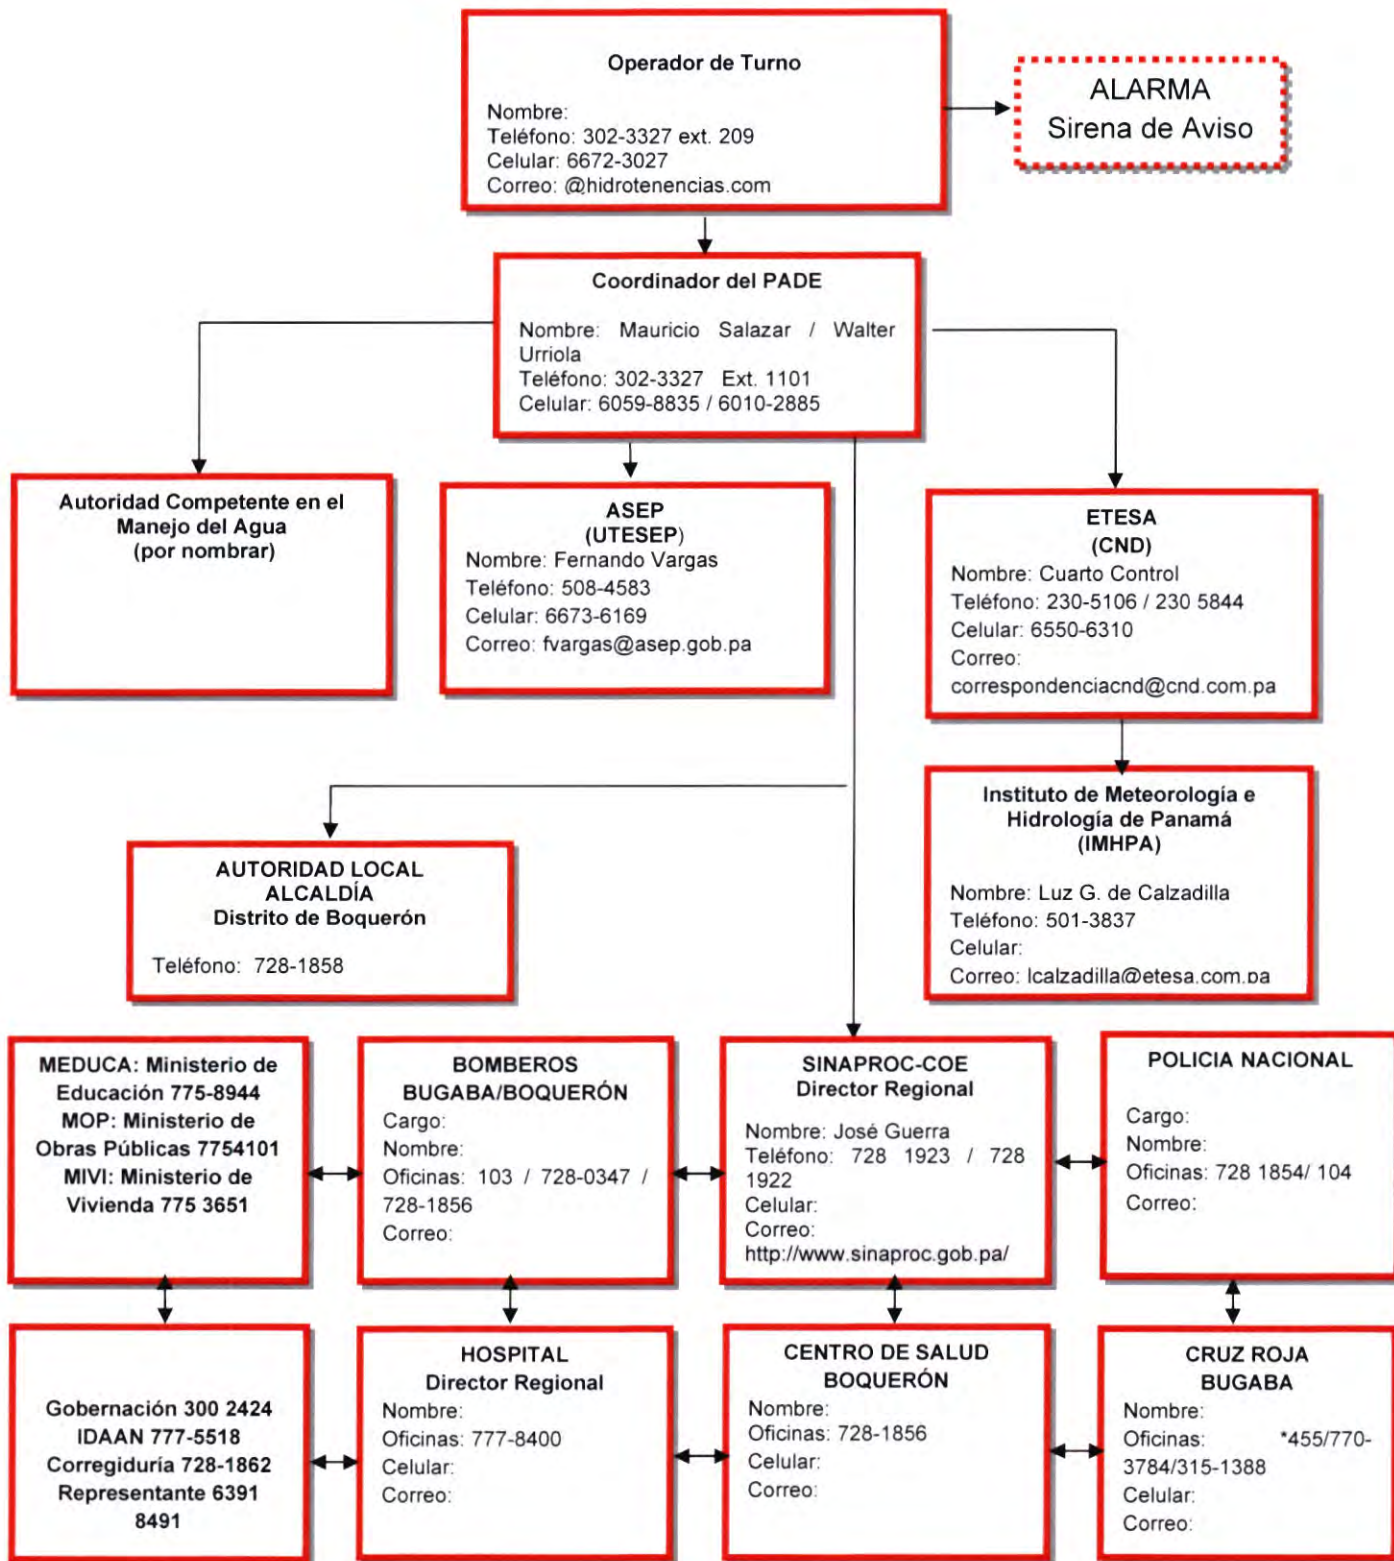 Operador de Turno
Nombre:
Teléfono: 302-3327 ext. 209
Celular: 6672-3027
Correo: @hidrotenencias.com
ALARMA
Sirena de Aviso
Coordinador del PADE
Nombre: Mauricio Salazar / Walter
Urriola
Teléfono: 302-3327 Ext. 1101
Celular: 6059-8835 / 6010-2885
Autoridad Competente en el
Manejo del Agua
(por nombrar)
ASEP
(UTESEP)
Nombre: Fernando Vargas
Teléfono: 508-4583
Celular: 6673-6169
Correo: fvargas@asep.gob.pa
ETESA
(CND)
Nombre: Cuarto Control
Teléfono: 230-5106 / 230 5844
Celular: 6550-6310
Correo:
correspondenciacnd@cnd.com.pa
Instituto de Meteorología e
Hidrología de Panamá
(IMHPA)
Nombre: Luz G. de Calzadilla
Teléfono: 501-3837
Celular:
Correo: lcalzadilla@etesa.com.pa
AUTORIDAD LOCAL
ALCALDÍA
Distrito de Boquerón
Teléfono: 728-1858
MEDUCA: Ministerio de
Educación 775-8944
MOP: Ministerio de
Obras Públicas 7754101
MIVI: Ministerio de
Vivienda 775 3651
BOMBEROS
BUGABA/BOQUERÓN
Cargo:
Nombre:
Oficinas: 103 / 728-0347 /
728-1856
Correo:
SINAPROC-COE
Director Regional
Nombre: José Guerra
Teléfono: 728 1923 / 728
1922
Celular:
Correo:
http://www.sinaproc.gob.pa/
POLICIA NACIONAL
Cargo:
Nombre:
Oficinas: 728 1854/ 104
Correo:
Gobernación 300 2424
IDAAN 777-5518
Corregiduría 728-1862
Representante 6391
8491
HOSPITAL
Director Regional
Nombre:
Oficinas: 777-8400
Celular:
Correo:
CENTRO DE SALUD
BOQUERÓN
Nombre:
Oficinas: 728-1856
Celular:
Correo:
CRUZ ROJA
BUGABA
Nombre:
Oficinas: *455/770-
3784/315-1388
Celular:
Correo: